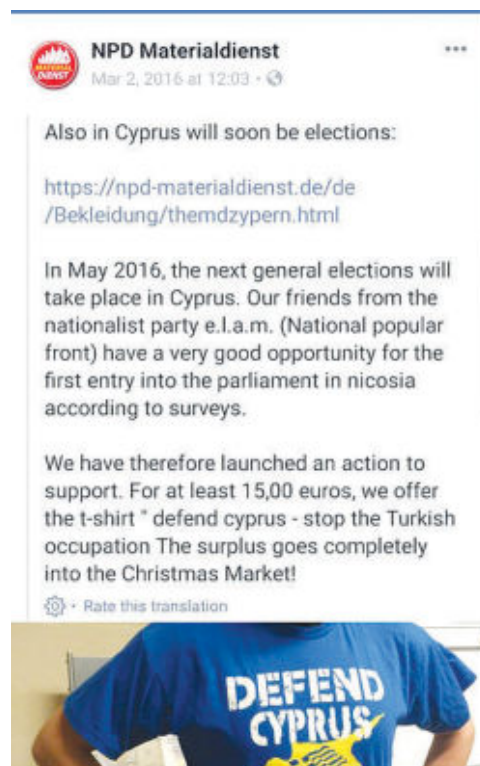 NPD Materialdienst
Mar 2, 2016 at 12:03
MATERIAL
DIENST
Also in Cyprus will soon be elections:
https://npd-materialdienst.de/de
/Bekleidung/themdzypern.html
In May 2016, the next general elections will
take place in Cyprus. Our friends from the
nationalist party e.l.a.m. (National popular
front) have a very good opportunity for the
first entry into the parliament in nicosia
according to surveys.
We have therefore launched an action to
support. For at least 15,00 euros, we offer
the t-shirt " defend cyprus - stop the Turkish
occupation The surplus goes completely
into the Christmas Market!
Rate this translation
DEFEND
CYPRUS